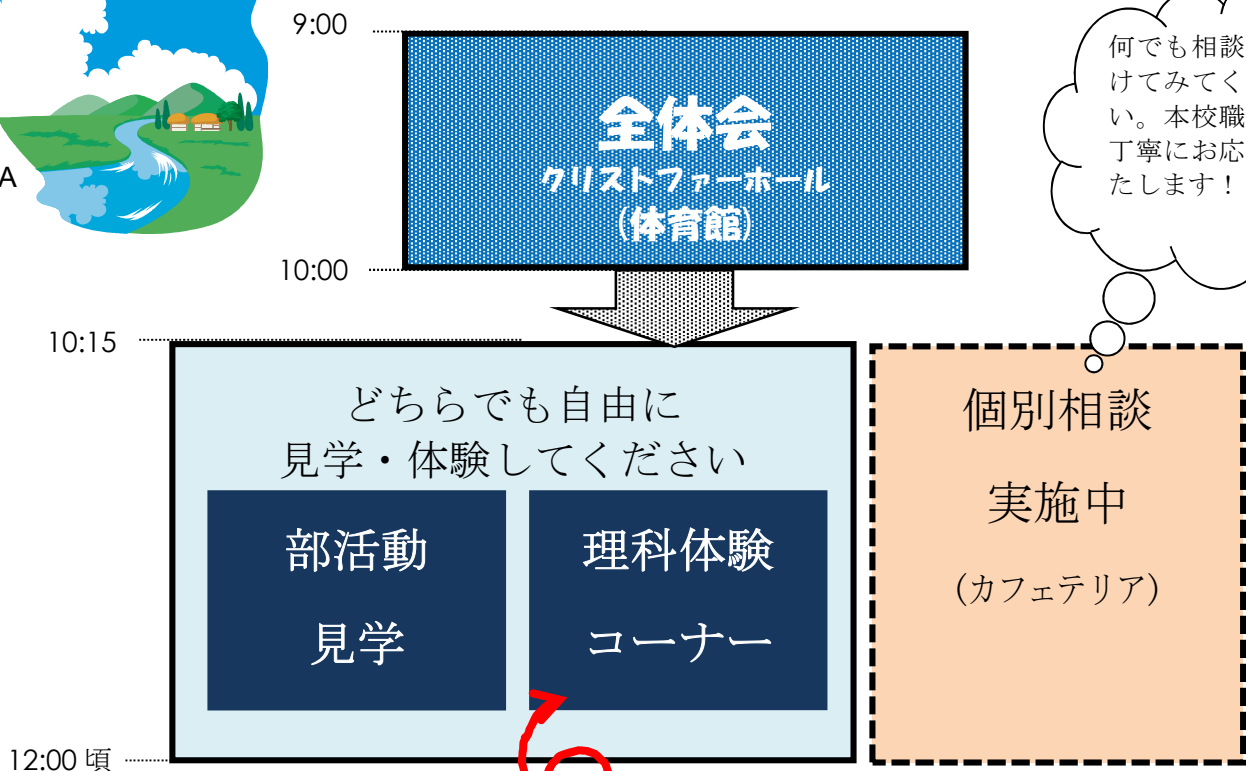 9:00
全体会
クリストファーホール
(体育館)
10:00
何でも相談
けてみてく
い。本校職
丁寧にお応
たします！
A
10:15
どちらでも自由に
見学・体験してください
部活動
見学
理科体験
コーナー
個別相談
実施中
(カフェテリア)
12:00 頃